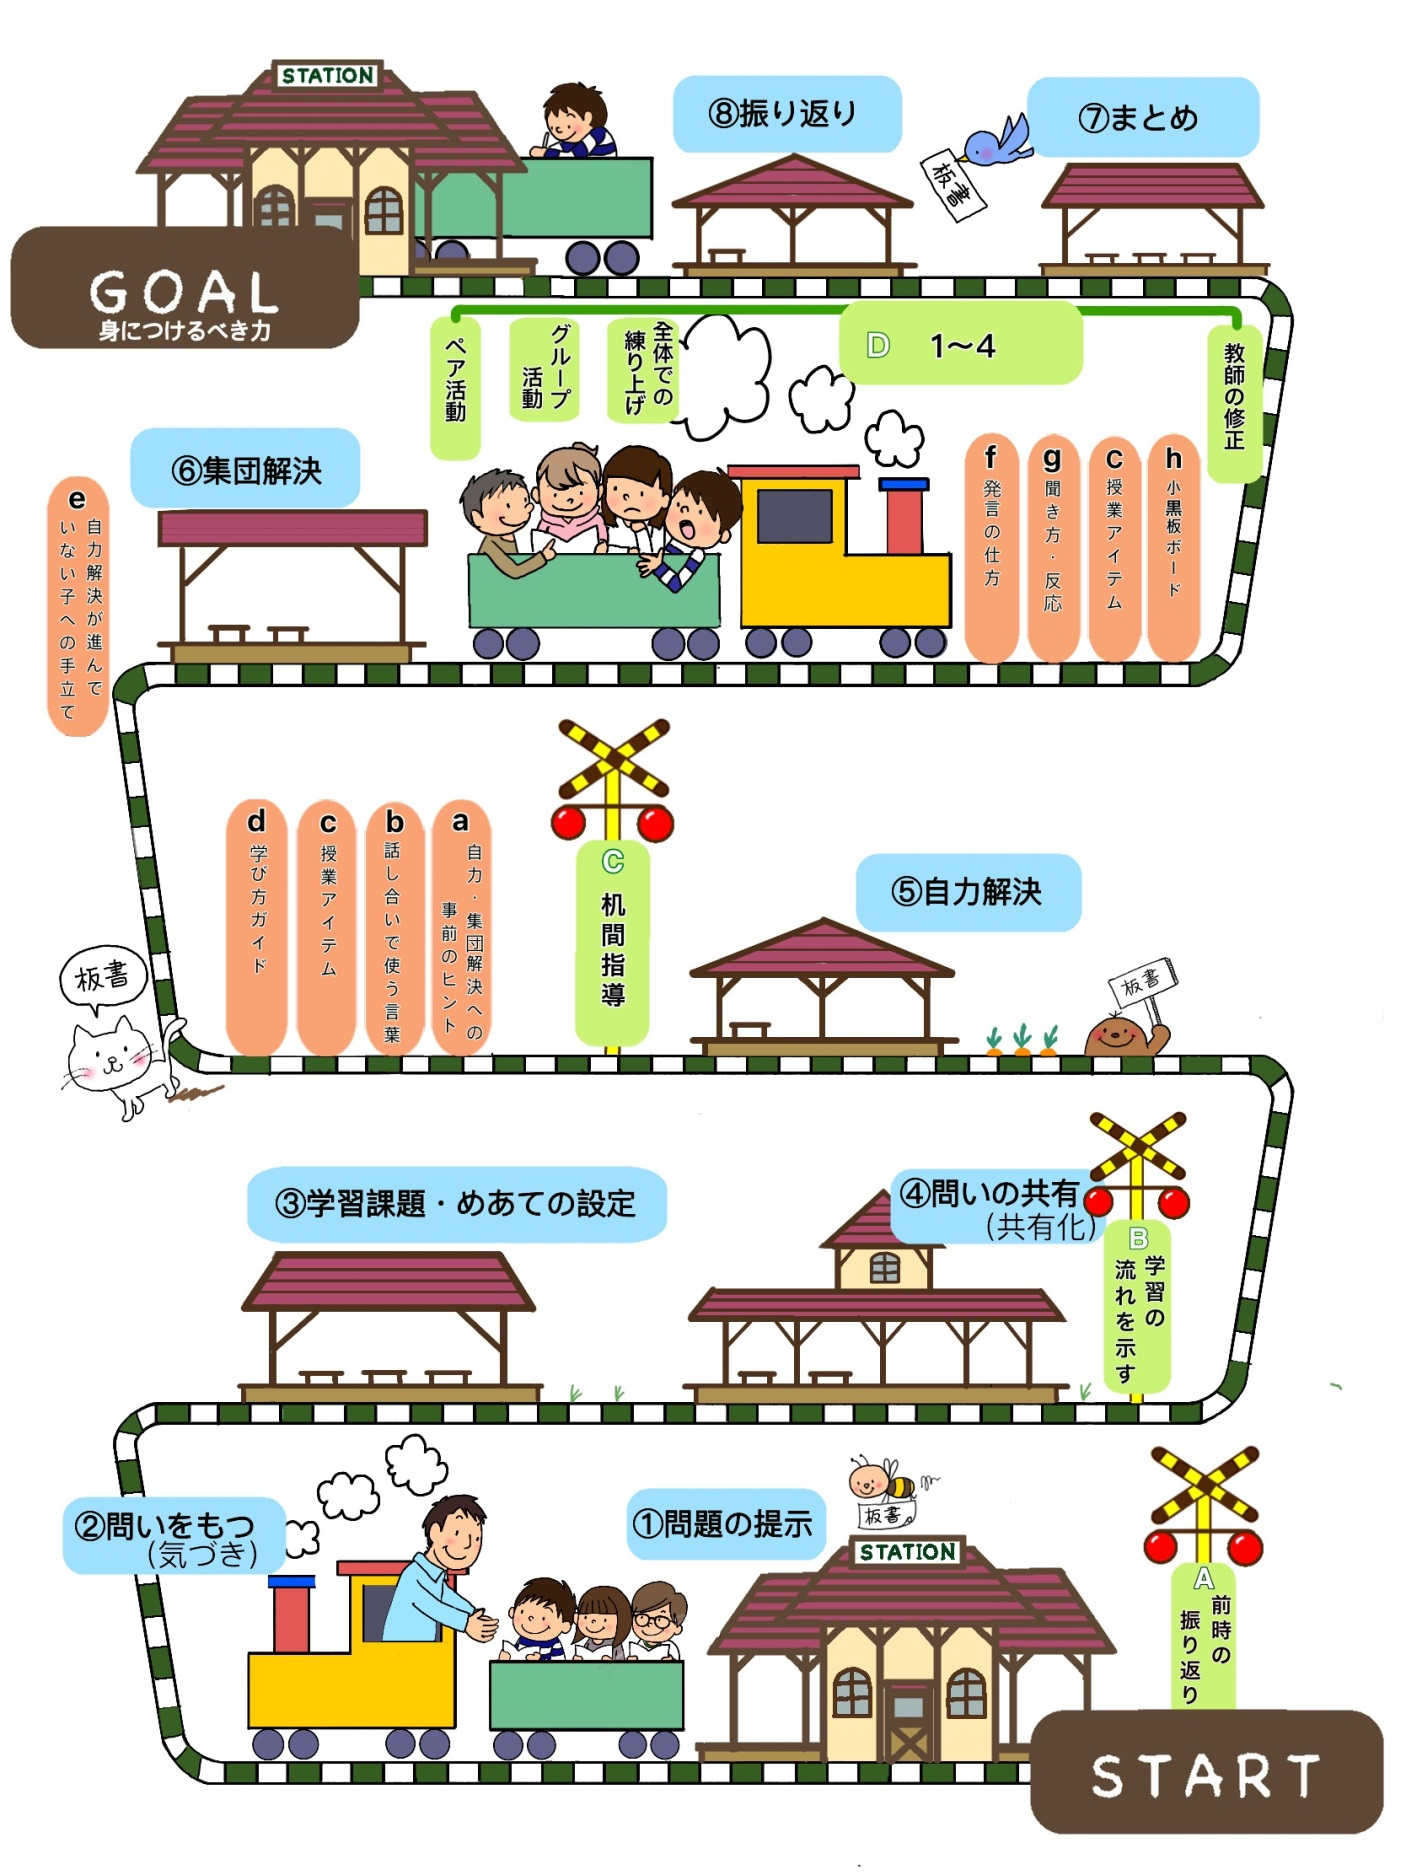 STATION
⑧振り返り
⑦まとめ
板書
GOAL
身につけるべき力
ペア活動
グループ
活動
全体での
練り上げ
D 1〜4
教師の修正
⑥集団解決
e
自力解決が進んで
いない子への手立て
f
発言の仕方
g
聞き方・反応
c
授業アイテム
h
小黒板ボード
d
学び方ガイド
c
授業アイテム
b
話し合いで使う言葉
a
自力・集団解決への
事前のヒント
C
机間指導
⑤自力解決
板書
板書
③学習課題・めあての設定
④問いの共有
（共有化）
B
学習の
流れを示す
②問いをもつ
（気づき）
①問題の提示
板書
STATION
A
前時の
振り返り
START